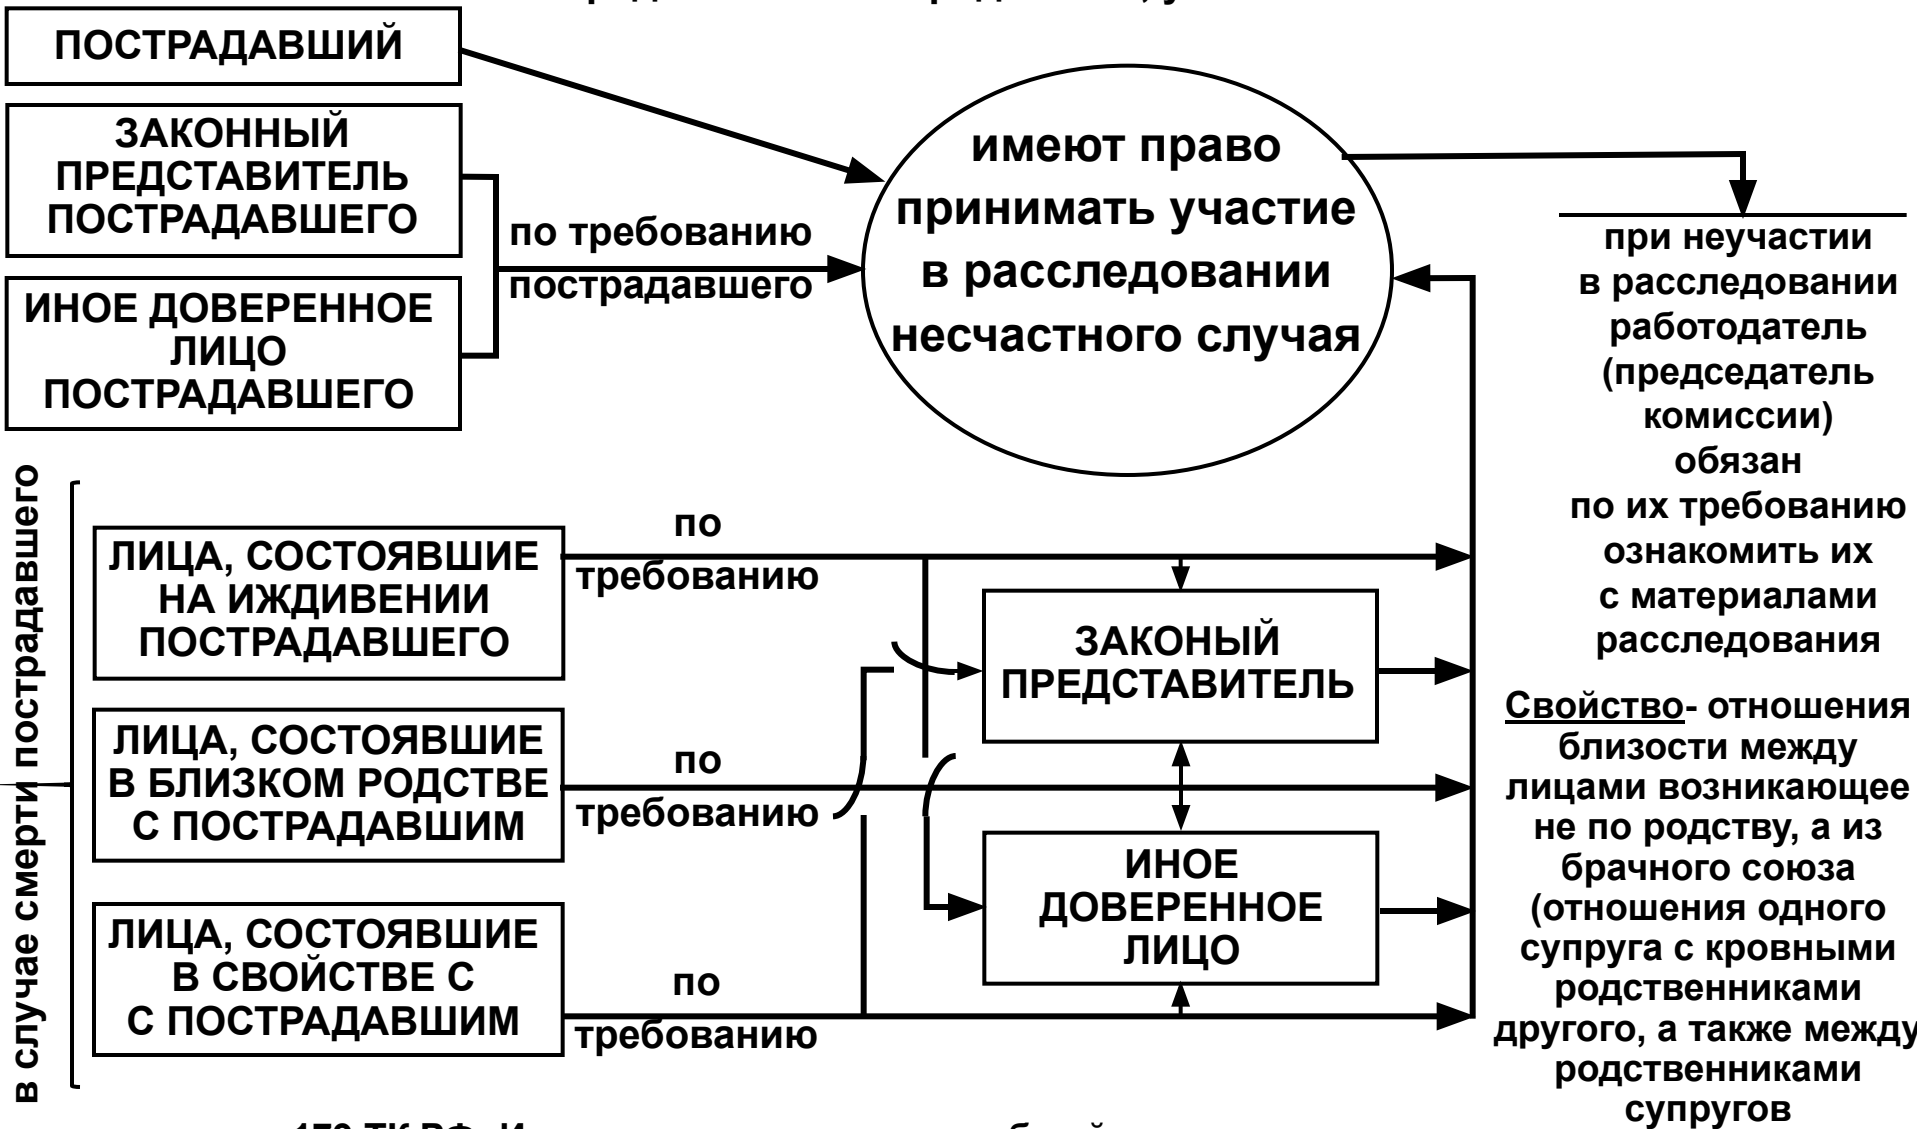 ПОСТРАДАВШИЙ
ЗАКОННЫЙ
ПРЕДСТАВИТЕЛЬ
ПОСТРАДАВШЕГО
ИНОЕ ДОВЕРЕННОЕ
ЛИЦО
ПОСТРАДАВШЕГО
по требованию
пострадавшего
имеют право
принимать участие
в расследовании
несчастного случая
при неучастии
в расследовании
работодатель
(председатель
комиссии)
обязан
по их требованию
ознакомить их
с материалами
расследования
в случае смерти пострадавшего
ЛИЦА, СОСТОЯВШИЕ
НА ИЖДИВЕНИИ
ПОСТРАДАВШЕГО
по
требованию
ЗАКОНЫЙ
ПРЕДСТАВИТЕЛЬ
ЛИЦА, СОСТОЯВШИЕ
В БЛИЗКОМ РОДСТВЕ
С ПОСТРАДАВШИМ
по
требованию
ИНОЕ
ДОВЕРЕННОЕ
ЛИЦО
ЛИЦА, СОСТОЯВШИЕ
В СВОЙСТВЕ С
С ПОСТРАДАВШИМ
по
требованию
Свойство- отношения
близости между
лицами возникающее
не по родству, а из
брачного союза
(отношения одного
супруга с кровными
родственниками
другого, а также между
родственниками
супругов